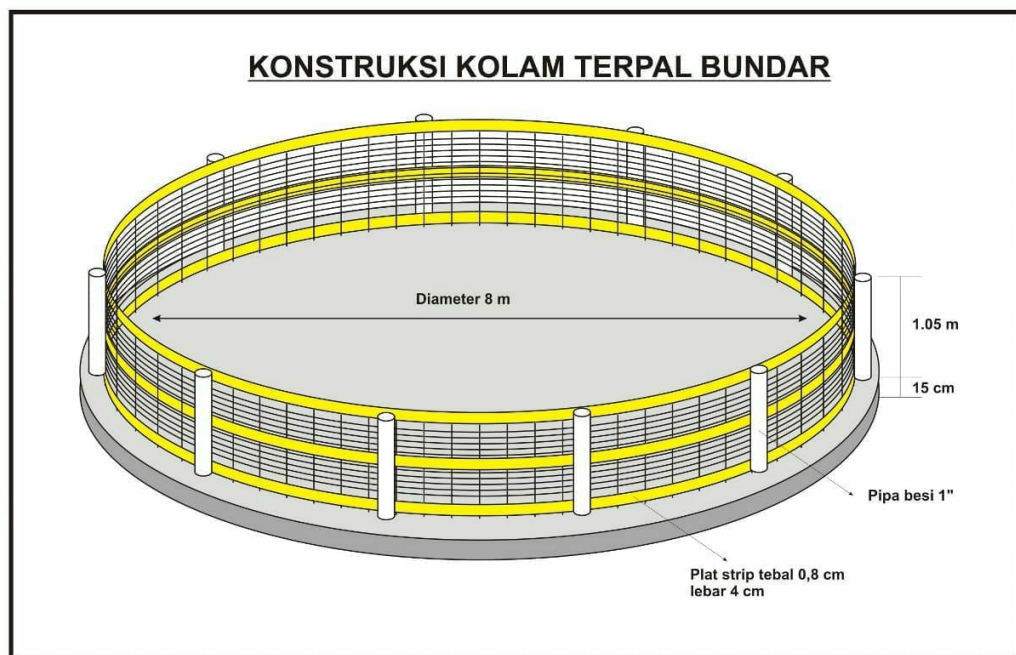 KONSTRUKSI KOLAM TERPAL BUNDAR
Diameter 8 m
1.05 m
15 cm
Pipa besi 1"
Plat strip tebal 0,8 cm
lebar 4 cm